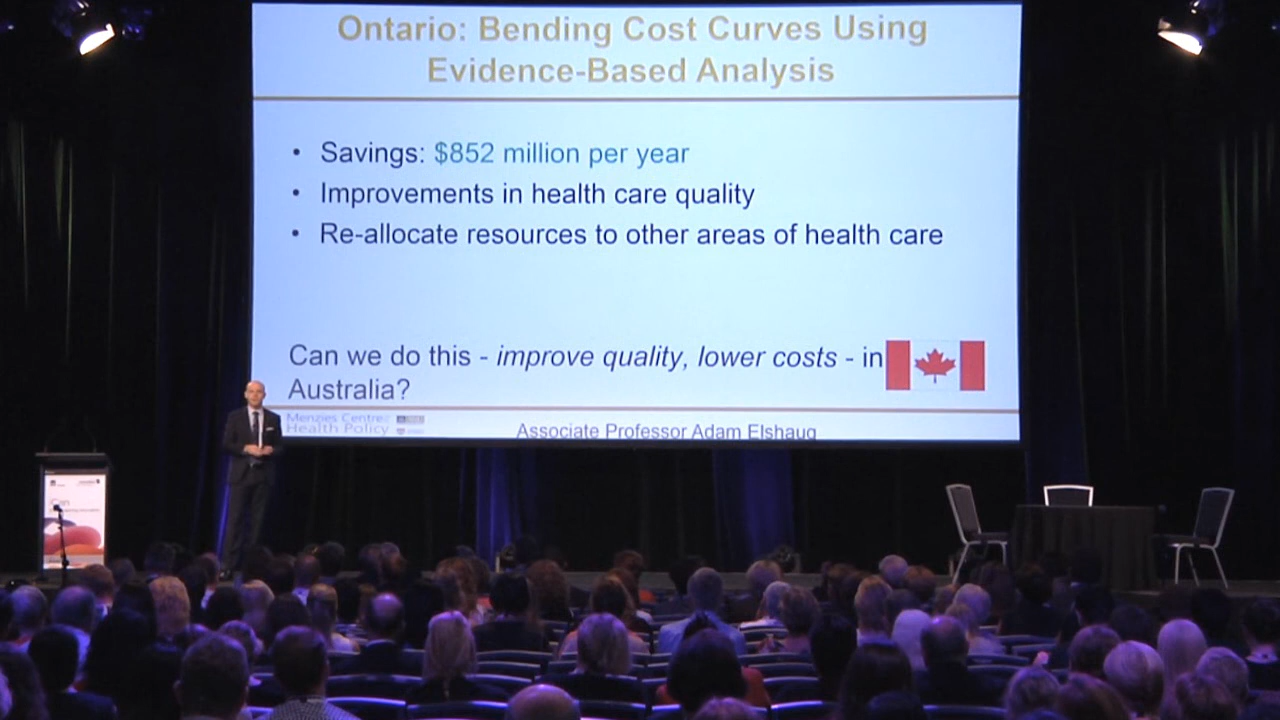 Ontario: Bending Cost Curves Using
Evidence-Based Analysis
• Savings: $852 million per year
• Improvements in health care quality
• Re-allocate resources to other areas of health care
Can we do this - improve quality, lower costs - in
Australia?
Menzies Centre for
Health Policy
Associate Professor Adam Elshaug